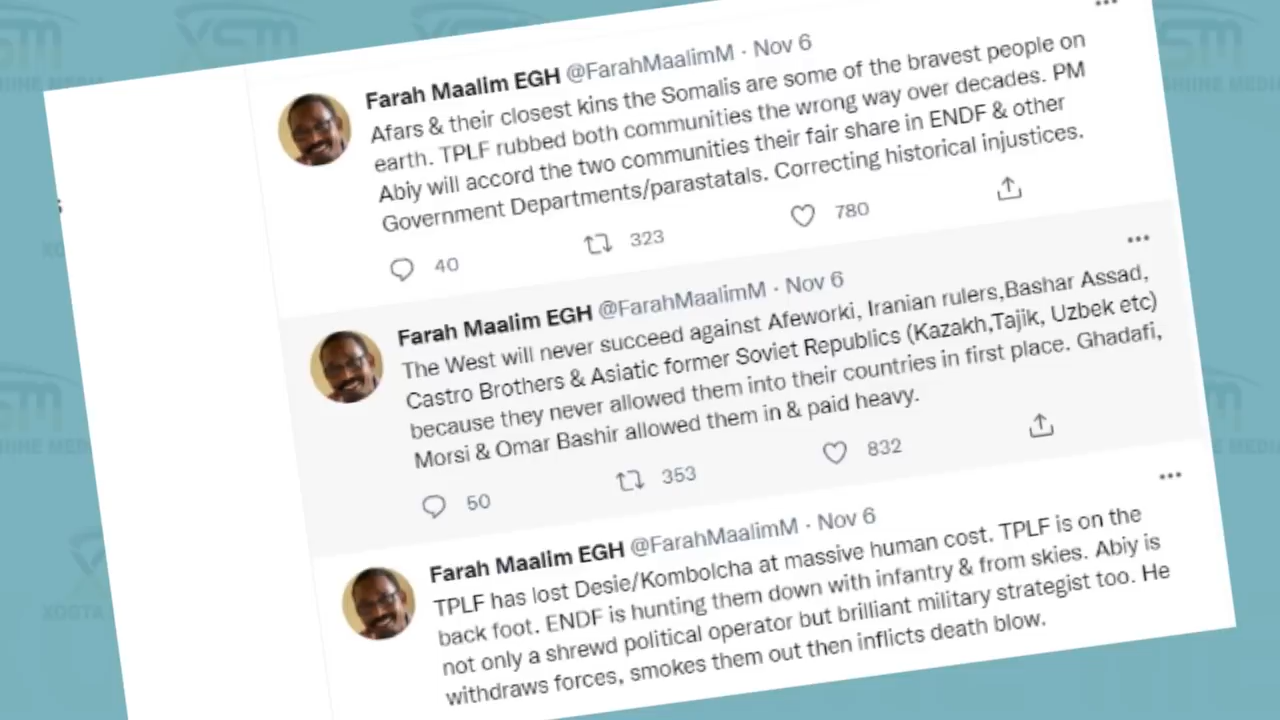 Farah Maalim EGH @FarahMaalimM · Nov 6
Afars & their closest kins the Somalis are some of the bravest people on
earth. TPLF rubbed both communities the wrong way over decades. PM
Abiy will accord the two communities their fair share in ENDF & other
Government Departments/parastatals. Correcting historical injustices.
40 323 780
Farah Maalim EGH @FarahMaalimM · Nov 6
The West will never succeed against Afeworki, Iranian rulers,Bashar Assad,
Castro Brothers & Asiatic former Soviet Republics (Kazakh,Tajik, Uzbek etc)
because they never allowed them into their countries in first place. Ghadafi,
Morsi & Omar Bashir allowed them in & paid heavy.
50 353 832
Farah Maalim EGH @FarahMaalimM · Nov 6
TPLF has lost Desie/Kombolcha at massive human cost. TPLF is on the
back foot. ENDF is hunting them down with infantry & from skies. Abiy is
not only a shrewd political operator but brilliant military strategist too. He
withdraws forces, smokes them out then inflicts death blow.